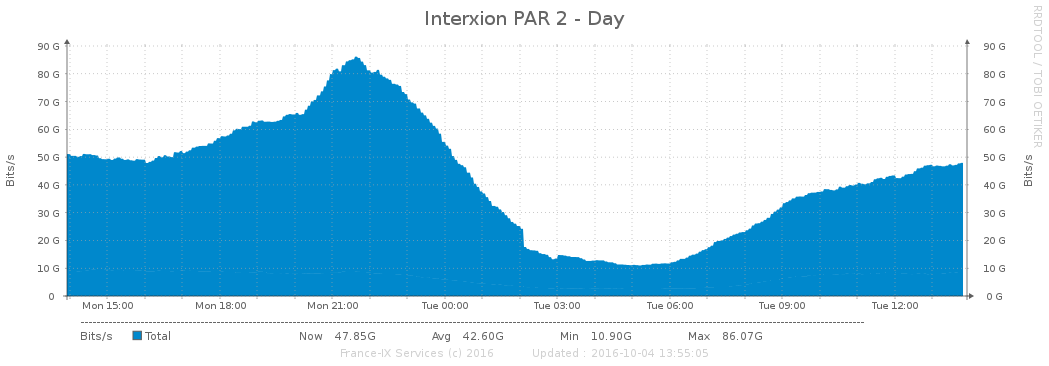 Interxion PAR 2 - Day
RRDTOOL / TOBI OETIKER
90 G 90 G
80 G 80 G
70 G 70 G
60 G 60 G
50 G 50 G
40 G 40 G
30 G 30 G
20 G 20 G
10 G 10 G
0 0 G
Bits/s
Bits/s
Mon 15:00 Mon 18:00 Mon 21:00 Tue 00:00 Tue 03:00 Tue 06:00 Tue 09:00 Tue 12:00
Bits/s Total Now 47.85G Avg 42.60G Min 10.90G Max 86.07G
France-IX Services (c) 2016 Updated : 2016-10-04 13:55:05